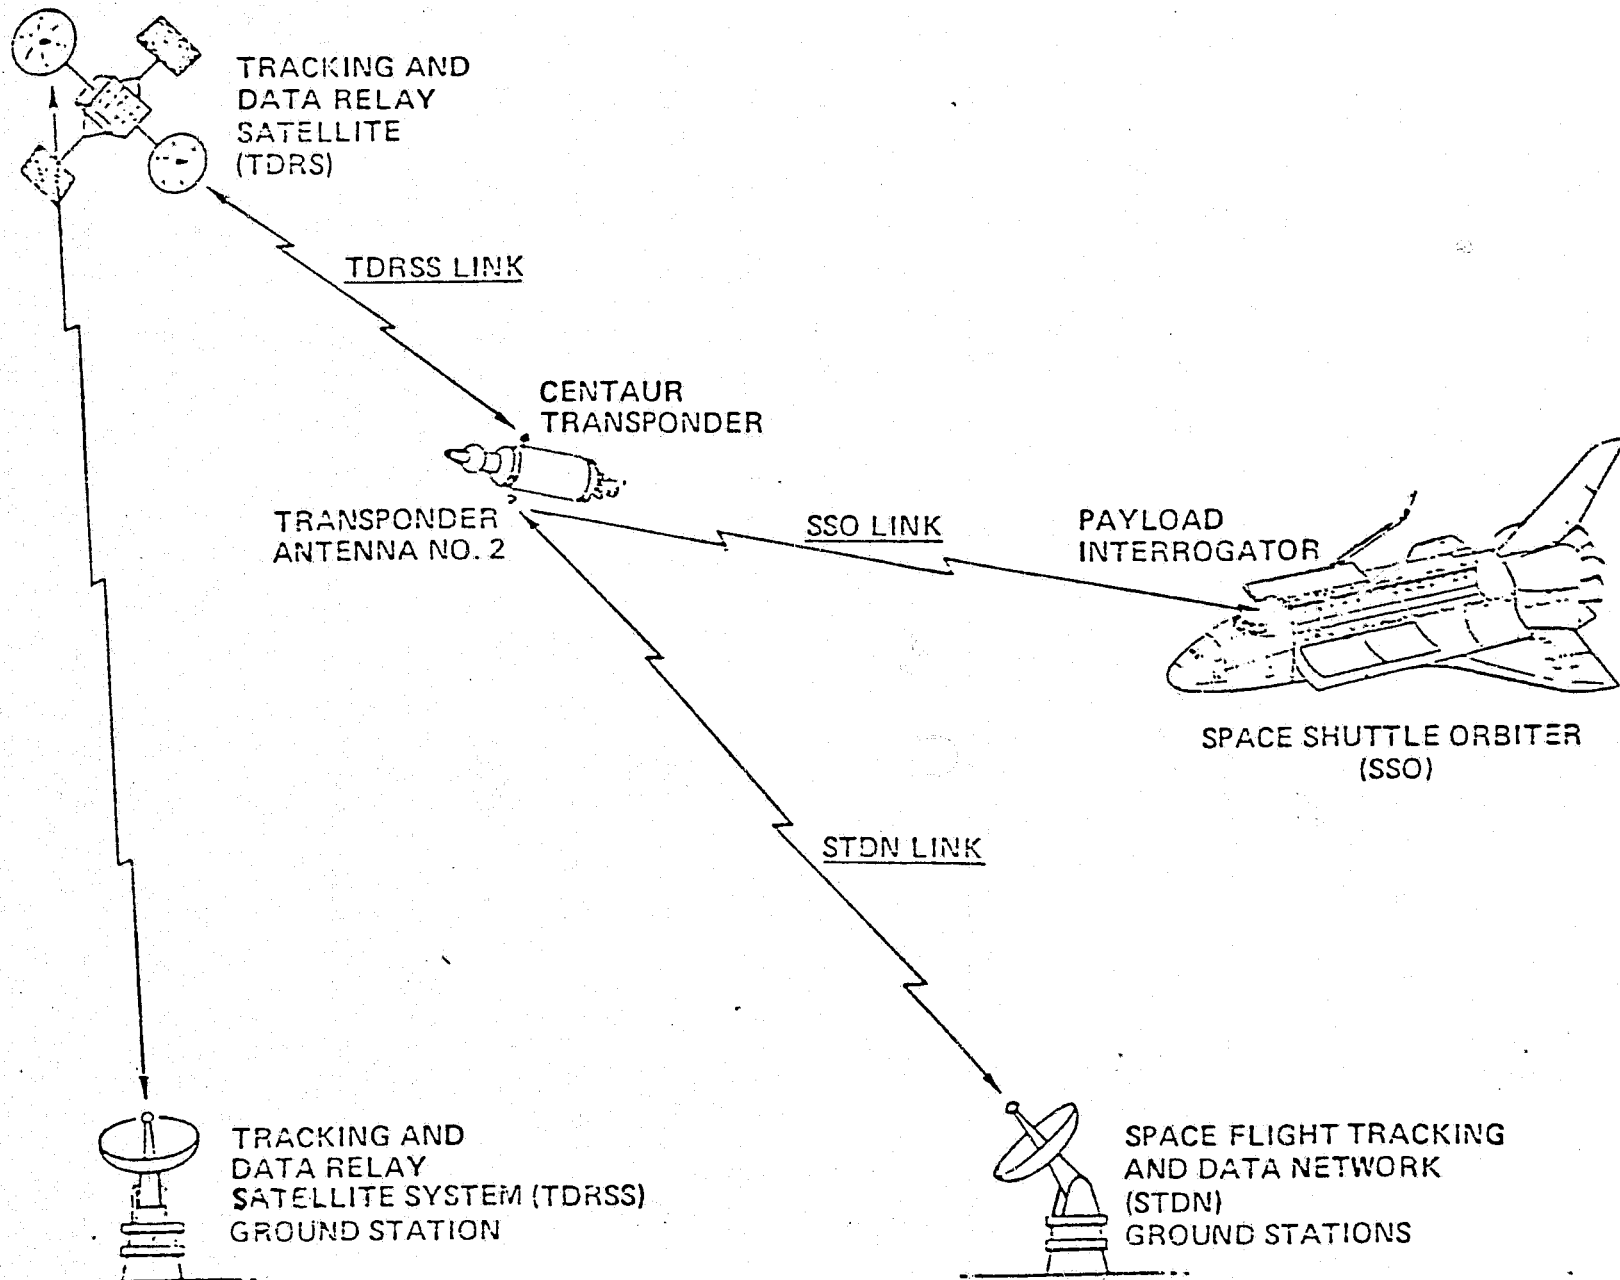 TRACKING AND
DATA RELAY
SATELLITE
(TDRS)
TDRSS LINK
CENTAUR
TRANSPONDER
TRANSPONDER
ANTENNA NO. 2
SSO LINK
PAYLOAD
INTERROGATOR
SPACE SHUTTLE ORBITER
(SSO)
STDN LINK
TRACKING AND
DATA RELAY
SATELLITE SYSTEM (TDRSS)
GROUND STATION
SPACE FLIGHT TRACKING
AND DATA NETWORK
(STDN)
GROUND STATIONS